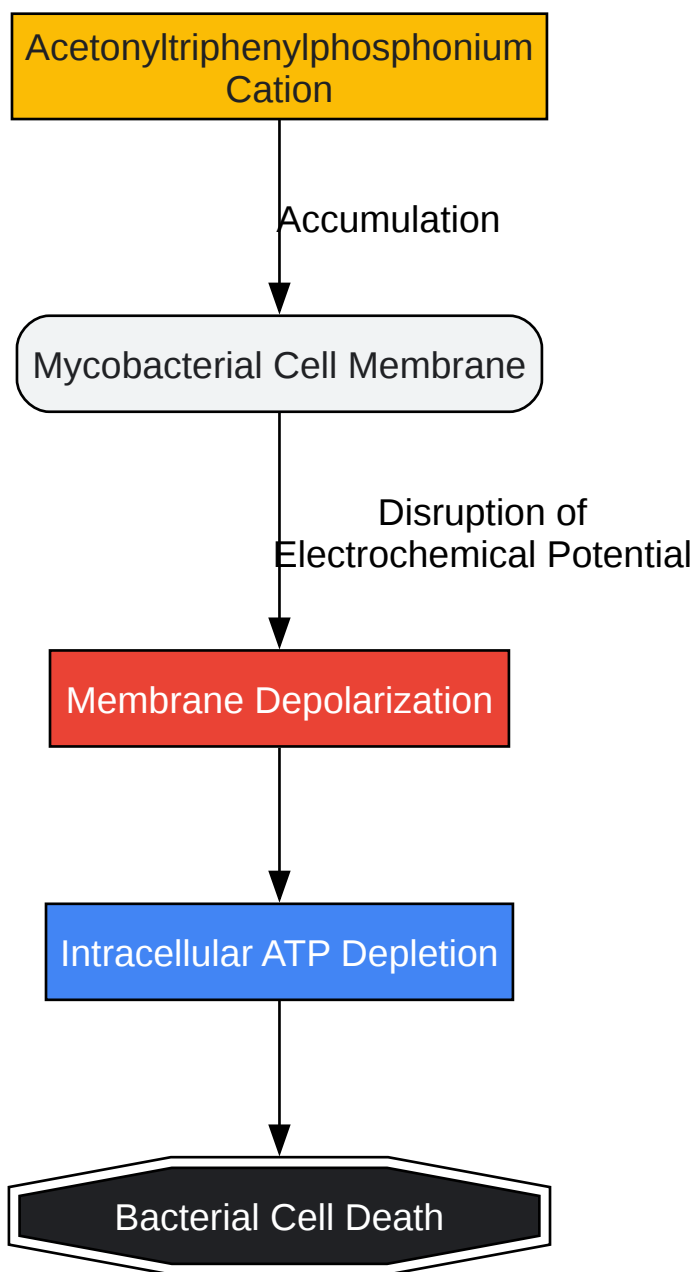 Acetonyltriphenylphosphonium
Cation
Accumulation
Mycobacterial Cell Membrane
Disruption of
Electrochemical Potential
Membrane Depolarization
Intracellular ATP Depletion
Bacterial Cell Death